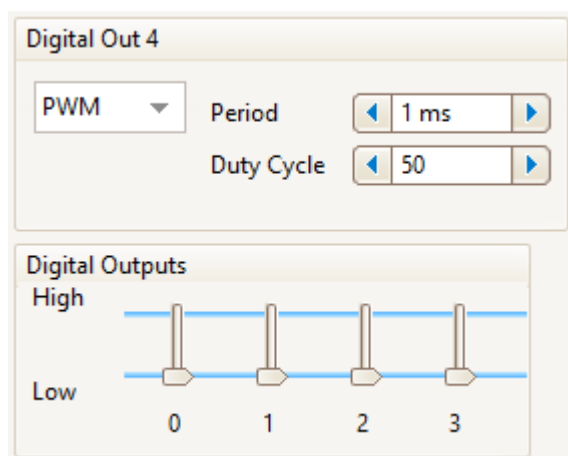 Digital Out 4
PWM
Period
1 ms
Duty Cycle
50
Digital Outputs
High
Low
0 1 2 3